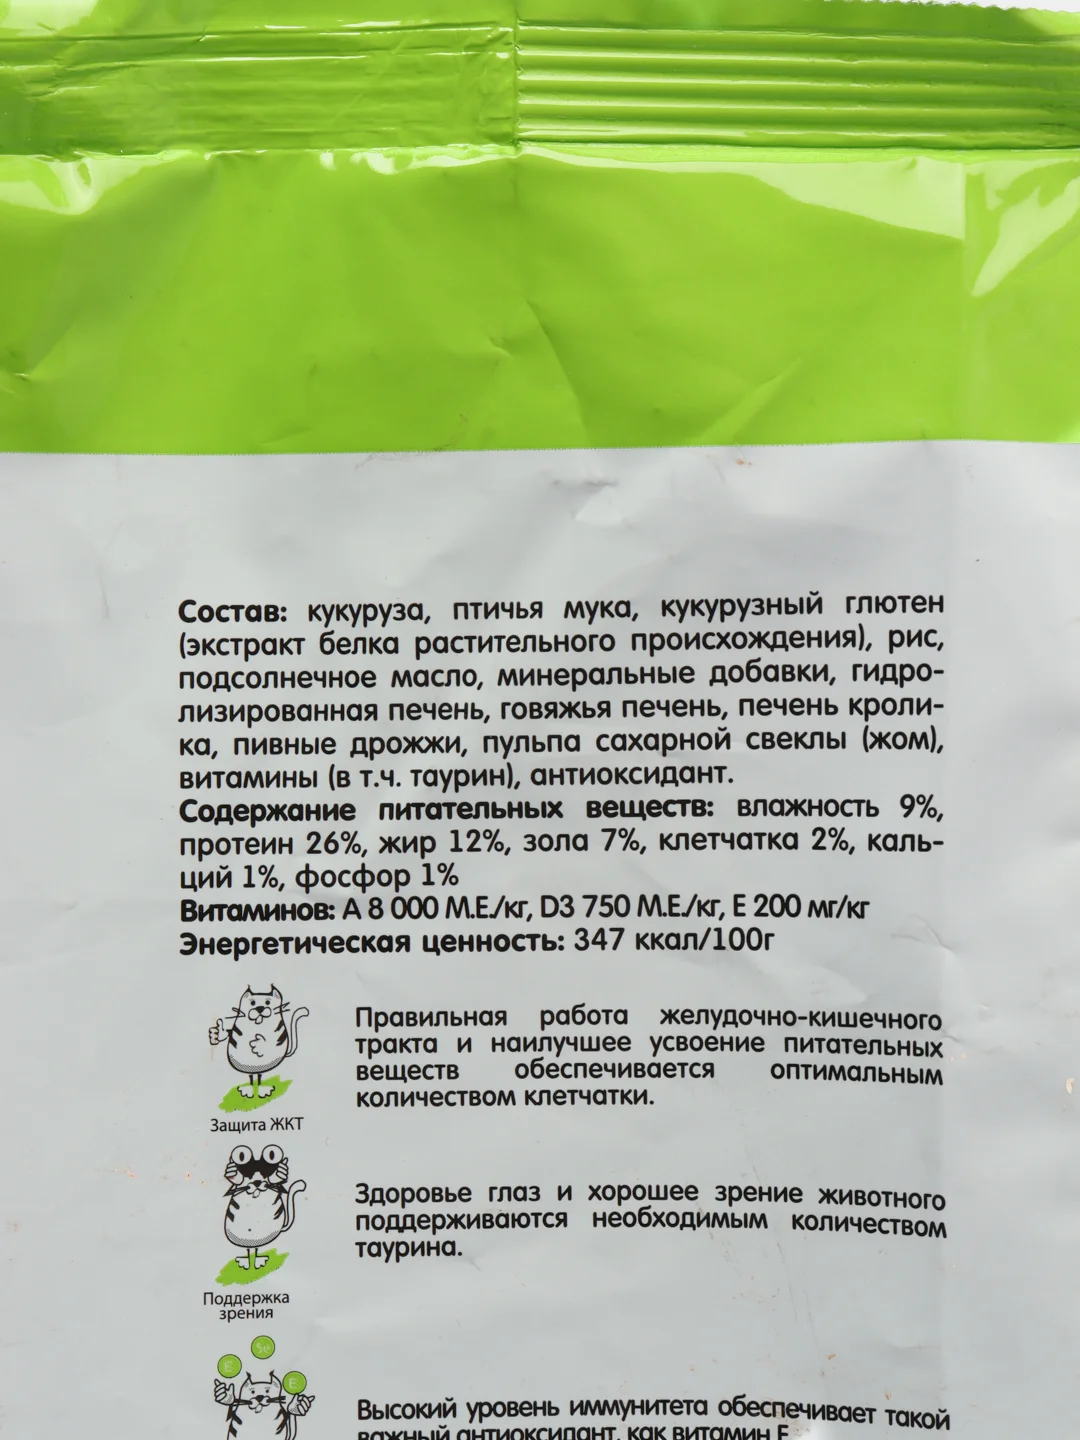 Состав: кукуруза, птичья мука, кукурузный глютен
(экстракт белка растительного происхождения), рис,
подсолнечное масло, минеральные добавки, гидро-
лизированная печень, говяжья печень, печень кроли-
ка, пивные дрожжи, пульпа сахарной свеклы (жом),
витамины (в т.ч. таурин), антиоксидант.
Содержание питательных веществ: влажность 9%,
протеин 26%, жир 12%, зола 7%, клетчатка 2%, каль-
ций 1%, фосфор 1%
Витаминов: А 8 000 М.Е./кг, D3 750 М.Е./кг, Е 200 мг/кг
Энергетическая ценность: 347 ккал/100г
Правильная работа желудочно-кишечного
тракта и наилучшее усвоение питательных
веществ обеспечивается оптимальным
количеством клетчатки.
Защита ЖКТ
Здоровье глаз и хорошее зрение животного
поддерживаются необходимым количеством
таурина.
Поддержка
зрения
Se
E
E
Высокий уровень иммунитета обеспечивает такой
важный антиоксидант, как витамин Е